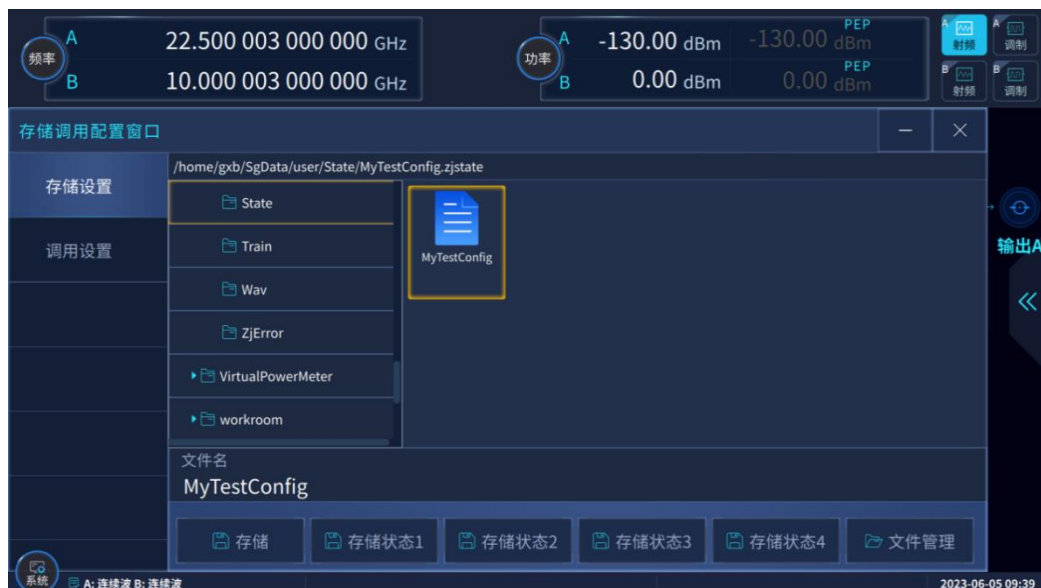 频率
A
22.500 003 000 000 GHz
B
10.000 003 000 000 GHz
功率
A
-130.00 dBm
PEP
-130.00 dBm
B
0.00 dBm
PEP
0.00 dBm
A
射频
A
调制
B
射频
B
调制
存储调用配置窗口
存储设置
调用设置
/home/gxb/SgData/user/State/MyTestConfig.zjstate
State
Train
Wav
ZjError
VirtualPowerMeter
workroom
MyTestConfig
输出A
文件名
MyTestConfig
存储
存储状态1
存储状态2
存储状态3
存储状态4
文件管理
系统
A: 连续波 B: 连续波
2023-06-05 09:39